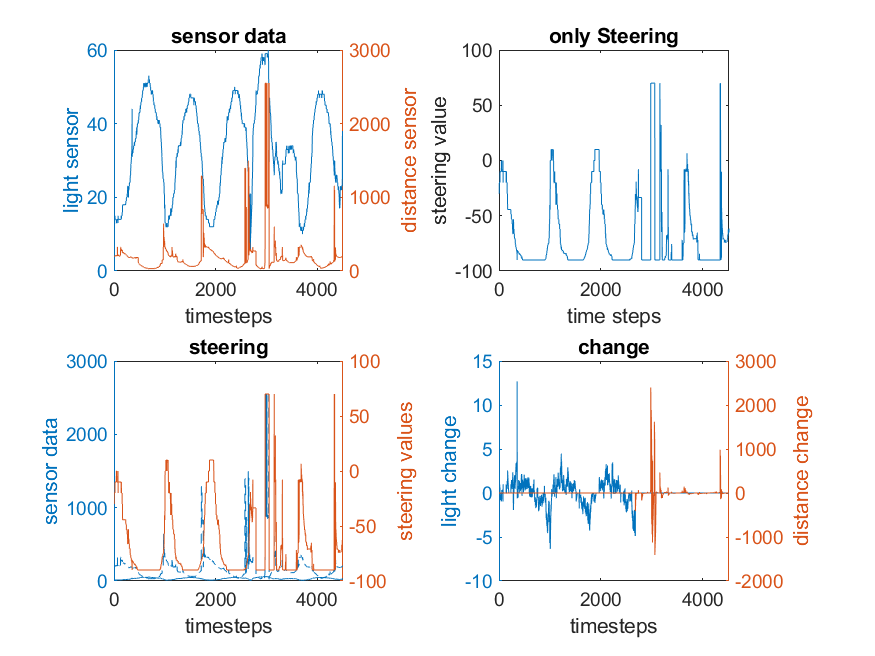 sensor data
60
40
20
0
light sensor
3000
2000
1000
0
distance sensor
0 2000 4000
timesteps
only Steering
100
50
0
-50
-100
steering value
0 2000 4000
time steps
steering
3000
2000
1000
0
sensor data
100
50
0
-50
-100
steering values
0 2000 4000
timesteps
change
15
10
5
0
-5
-10
light change
3000
2000
1000
0
-1000
-2000
distance change
0 2000 4000
timesteps